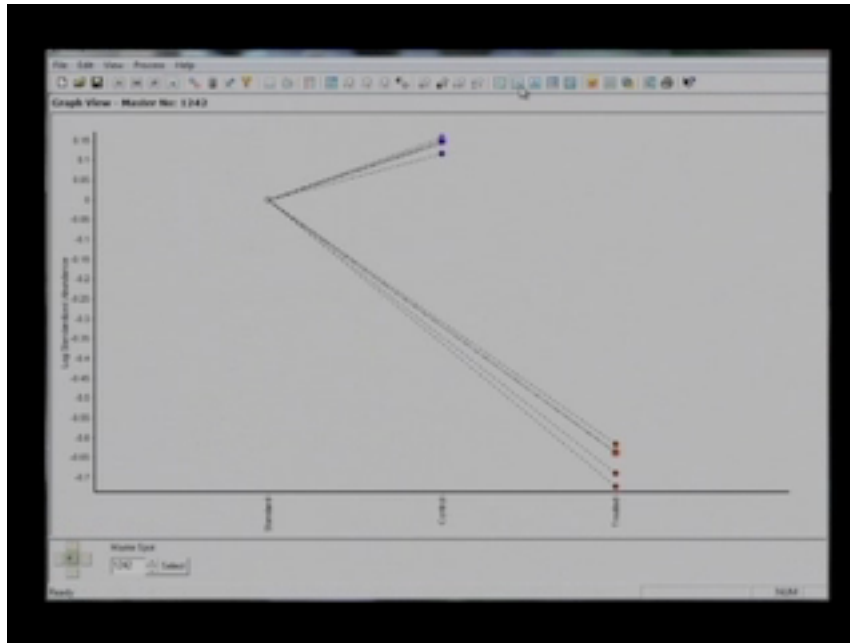 File Edit View Process Help
Graph View - Master No: 1242
0.15
0.1
0.05
0
-0.05
-0.1
-0.15
-0.2
-0.25
-0.3
-0.35
-0.4
-0.45
-0.5
-0.55
-0.6
-0.65
-0.7
Log Standardized Abundance
Standard
Control
Treated
Master Spot
1242 Select
Ready NUM